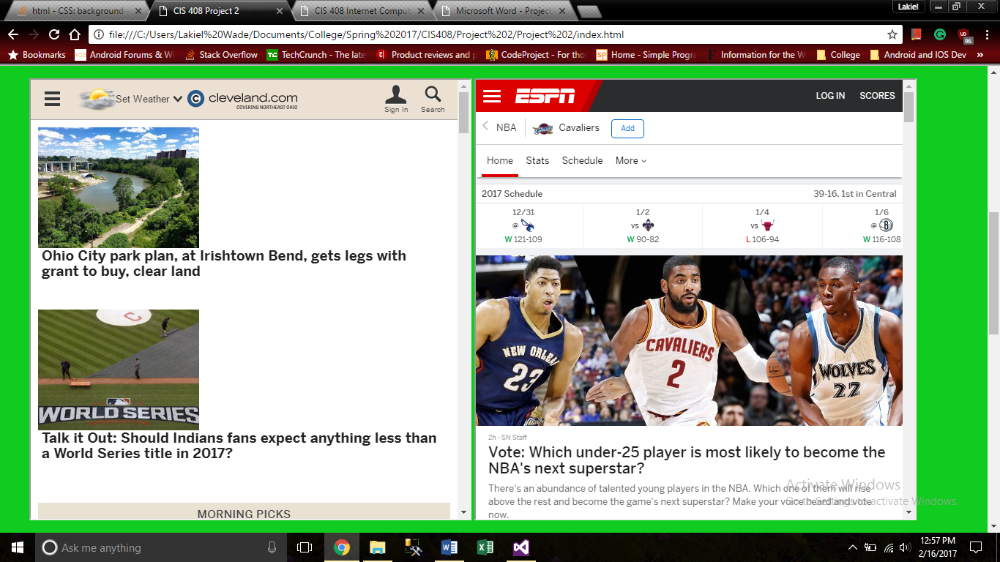 html - CSS: background-
CIS 408 Project 2
CIS 408 Internet Comput
Microsoft Word - Project
Lakiel
file:///C:/Users/Lakiel%20Wade/Documents/College/Spring%202017/CIS408/Project%202/Project%202/index.html
96
Bookmarks
Android Forums & Wi
Stack Overflow
TechCrunch - The late
Product reviews and p
CodeProject - For tho
Home - Simple Progra
Information for the W
College
Android and IOS Dev
Set Weather
cleveland.com
COVERING NORTHEAST OHIO
Sign In
Search
Ohio City park plan, at Irishtown Bend, gets legs with
grant to buy, clear land
WORLD SERIES
Talk it Out: Should Indians fans expect anything less than
a World Series title in 2017?
MORNING PICKS
ESPN
LOG IN
SCORES
NBA
Cavaliers
Add
Home
Stats
Schedule
More
2017 Schedule
39-16, 1st in Central
12/31
1/2
1/4
1/6
@
vs
vs
@
W 121-109
W 90-82
L 106-94
W 116-108
NEW ORLEA
23
CAVALIERS
2
WOLVES
22
2h - SN Staff
Vote: Which under-25 player is most likely to become the
NBA's next superstar?
There's an abundance of talented young players in the NBA. Which one of them will rise
above the rest and become the game's next superstar? Make your voice heard and vote
now.
Activate Windows
Go to Settings to activate Windows.
Ask me anything
12:57 PM
2/16/2017